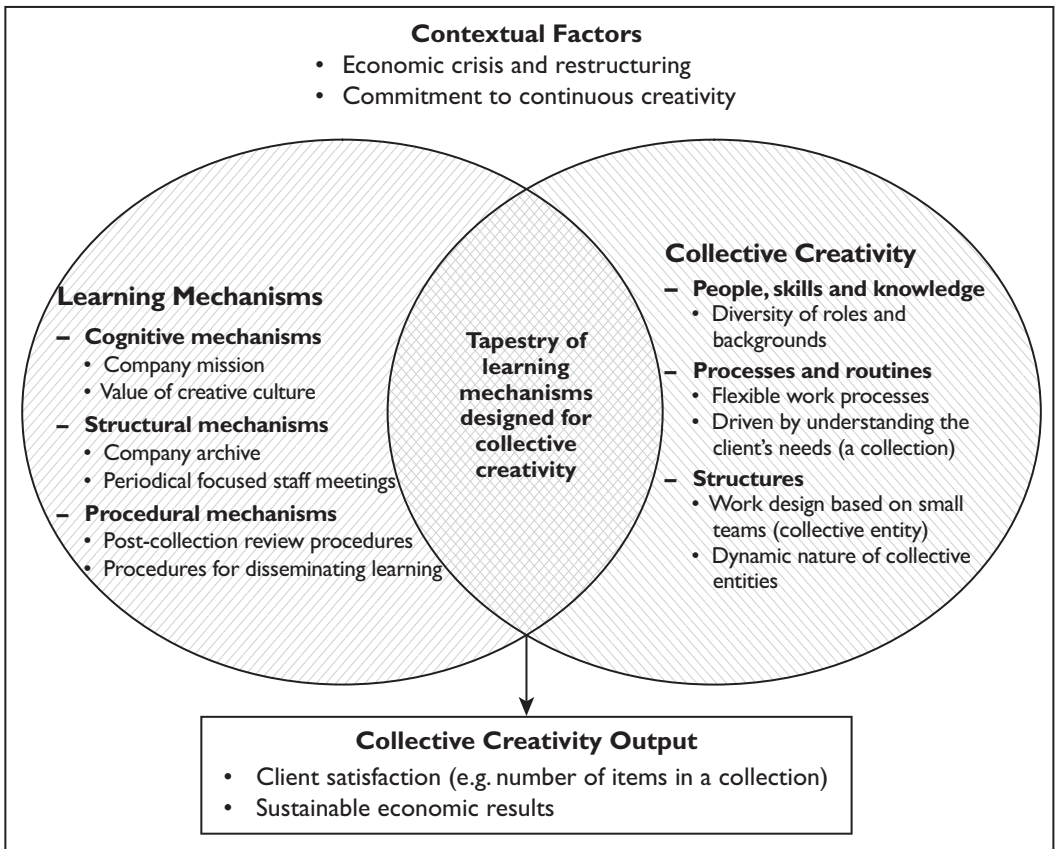 Contextual Factors
• Economic crisis and restructuring
• Commitment to continuous creativity
Learning Mechanisms
– Cognitive mechanisms
• Company mission
• Value of creative culture
– Structural mechanisms
• Company archive
• Periodical focused staff meetings
– Procedural mechanisms
• Post-collection review procedures
• Procedures for disseminating learning
Tapestry of
learning
mechanisms
designed for
collective
creativity
Collective Creativity
– People, skills and knowledge
• Diversity of roles and
backgrounds
– Processes and routines
• Flexible work processes
• Driven by understanding the
client's needs (a collection)
– Structures
• Work design based on small
teams (collective entity)
• Dynamic nature of collective
entities
Collective Creativity Output
• Client satisfaction (e.g. number of items in a collection)
• Sustainable economic results